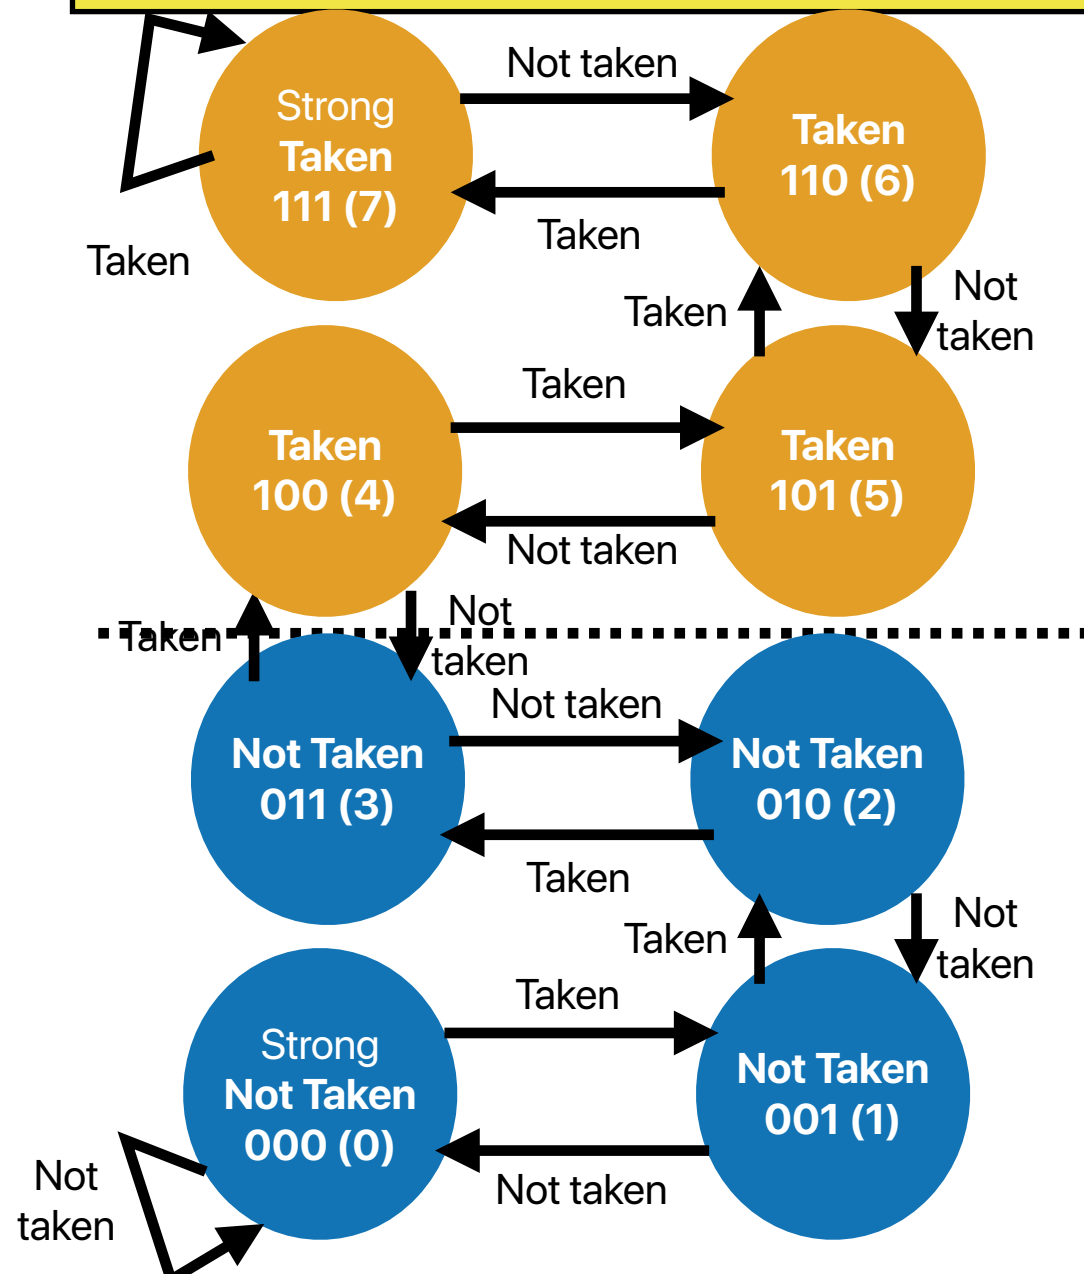 Not taken
Strong
Taken
111 (7)
Taken
110 (6)
Taken
Taken
Taken
Not
taken
Taken
Taken
100 (4)
Taken
101 (5)
Not taken
Taken
Not
taken
Not taken
Not Taken
011 (3)
Not Taken
010 (2)
Taken
Taken
Not
taken
Taken
Strong
Not Taken
000 (0)
Not Taken
001 (1)
Not taken
Not
taken